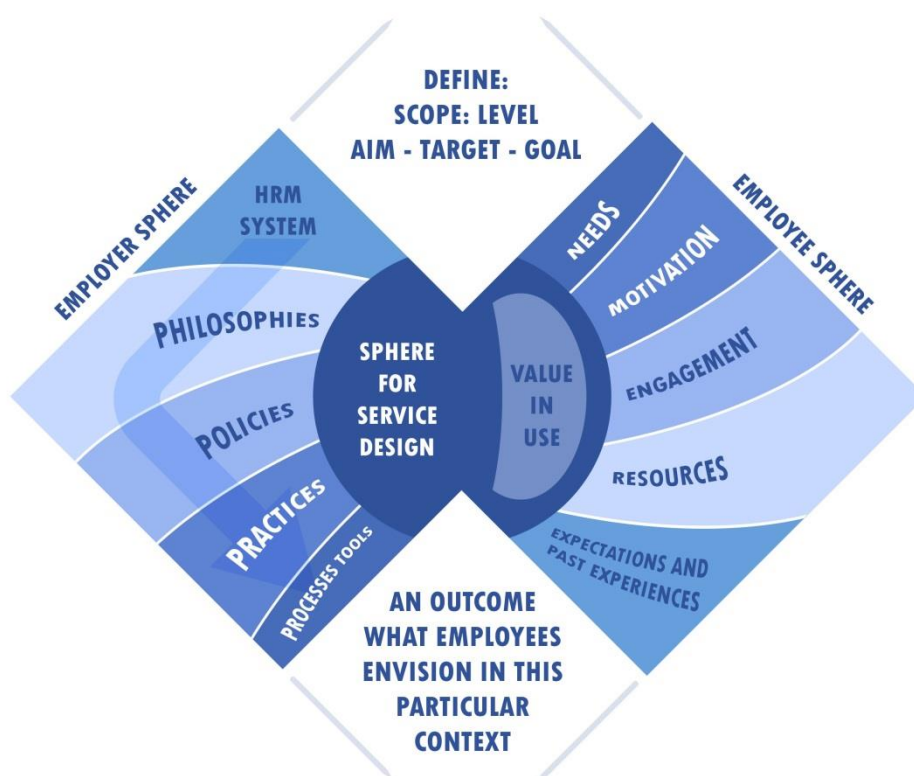 DEFINE:
SCOPE: LEVEL
AIM - TARGET - GOAL
EMPLOYER SPHERE
HRM
SYSTEM
PHILOSOPHIES
POLICIES
PRACTICES
PROCESSES TOOLS
SPHERE
FOR
SERVICE
DESIGN
VALUE
IN
USE
EMPLOYEE SPHERE
NEEDS
MOTIVATION
ENGAGEMENT
RESOURCES
EXPECTATIONS AND
PAST EXPERIENCES
AN OUTCOME
WHAT EMPLOYEES
ENVISION IN THIS
PARTICULAR
CONTEXT